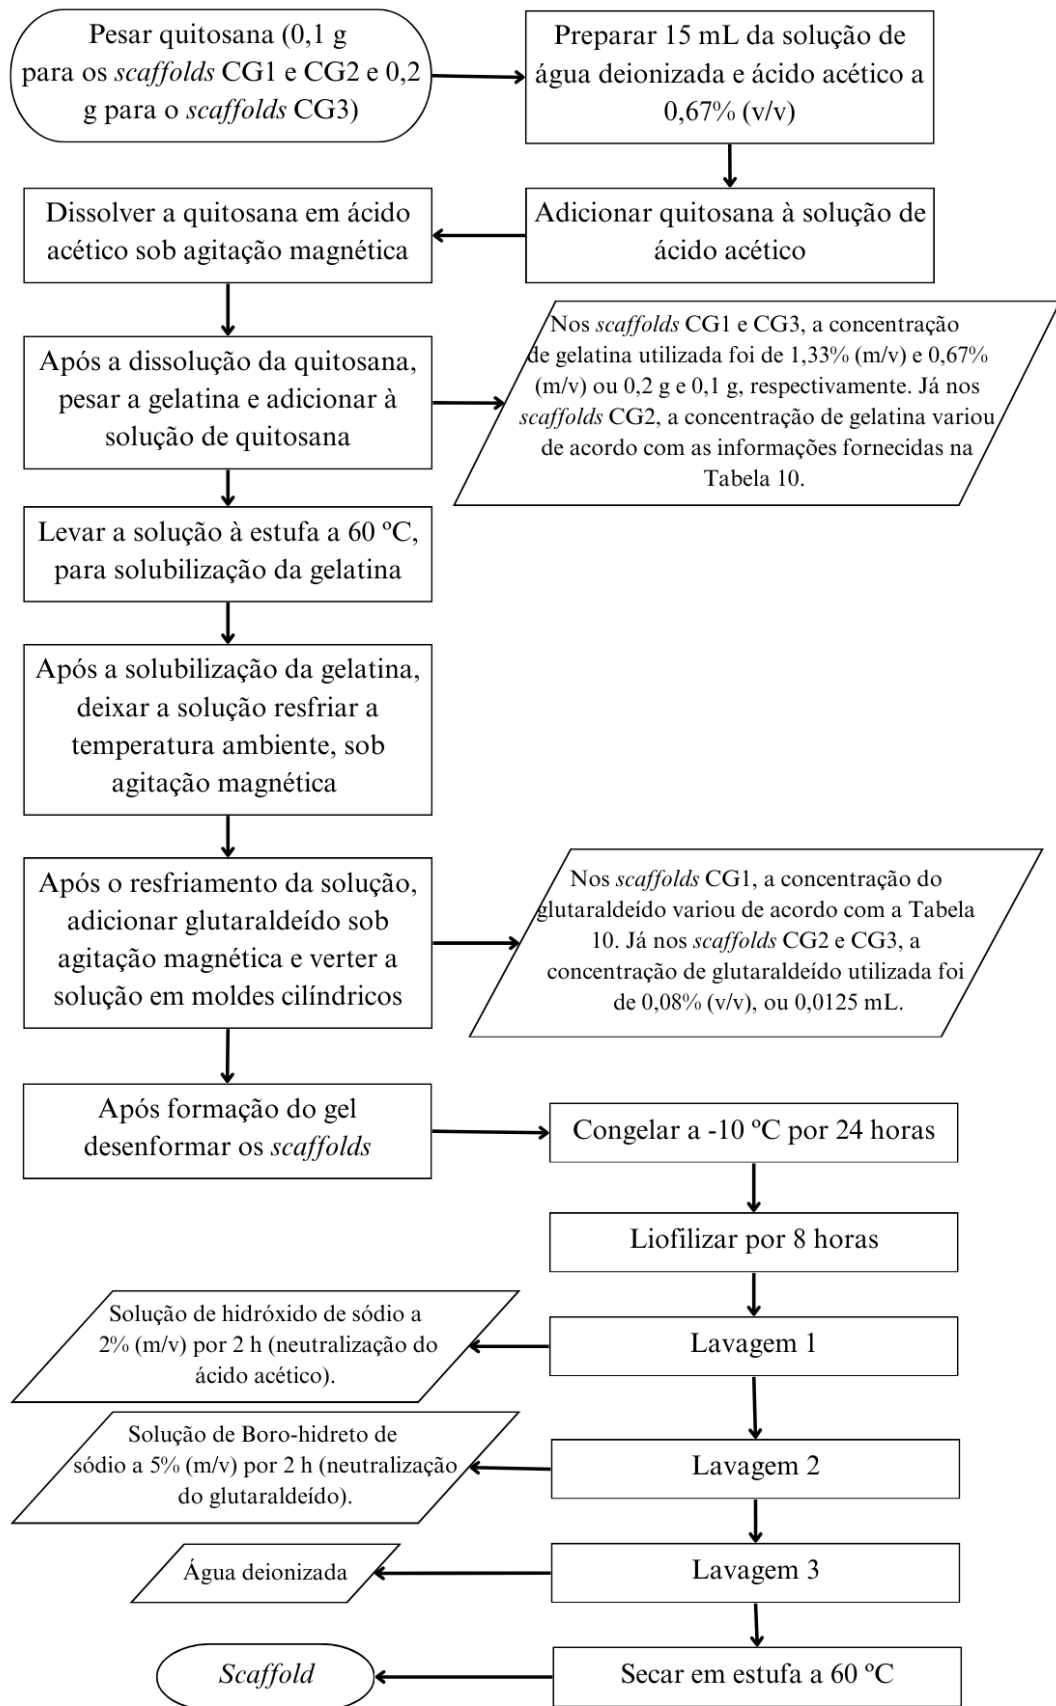 Pesar quitosana (0,1 g
para os scaffolds CG1 e CG2 e 0,2
g para o scaffolds CG3)
Preparar 15 mL da solução de
água deionizada e ácido acético a
0,67% (v/v)
Adicionar quitosana à solução de
ácido acético
Dissolver a quitosana em ácido
acético sob agitação magnética
Após a dissolução da quitosana,
pesar a gelatina e adicionar à
solução de quitosana
Nos scaffolds CG1 e CG3, a concentração
de gelatina utilizada foi de 1,33% (m/v) e 0,67%
(m/v) ou 0,2 g e 0,1 g, respectivamente. Já nos
scaffolds CG2, a concentração de gelatina variou
de acordo com as informações fornecidas na
Tabela 10.
Levar a solução à estufa a 60 ºC,
para solubilização da gelatina
Após a solubilização da gelatina,
deixar a solução resfriar a
temperatura ambiente, sob
agitação magnética
Após o resfriamento da solução,
adicionar glutaraldeído sob
agitação magnética e verter a
solução em moldes cilíndricos
Nos scaffolds CG1, a concentração do
glutaraldeído variou de acordo com a Tabela
10. Já nos scaffolds CG2 e CG3, a
concentração de glutaraldeído utilizada foi
de 0,08% (v/v), ou 0,0125 mL.
Após formação do gel
desenformar os scaffolds
Congelar a -10 ºC por 24 horas
Liofilizar por 8 horas
Lavagem 1
Solução de hidróxido de sódio a
2% (m/v) por 2 h (neutralização do
ácido acético).
Lavagem 2
Solução de Boro-hidreto de
sódio a 5% (m/v) por 2 h (neutralização
do glutaraldeído).
Lavagem 3
Água deionizada
Secar em estufa a 60 ºC
Scaffold